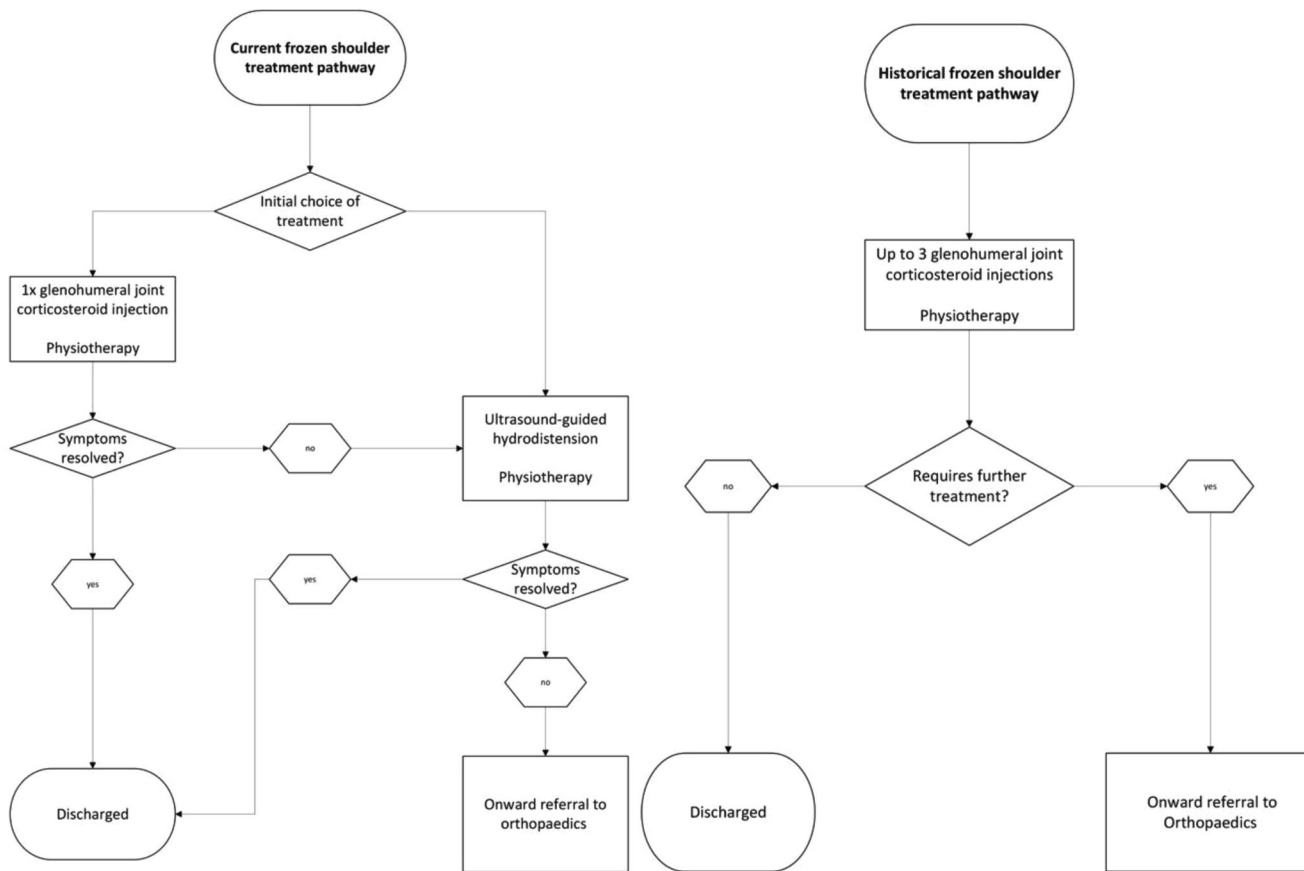 Current frozen shoulder
treatment pathway
Initial choice of
treatment
1x glenohumeral joint
corticosteroid injection
Physiotherapy
Symptoms
resolved?
no
Ultrasound-guided
hydrodistension
Physiotherapy
yes
yes
Symptoms
resolved?
no
Discharged
Onward referral to
orthopaedics
Historical frozen shoulder
treatment pathway
Up to 3 glenohumeral joint
corticosteroid injections
Physiotherapy
Requires further
treatment?
no
yes
Discharged
Onward referral to
Orthopaedics